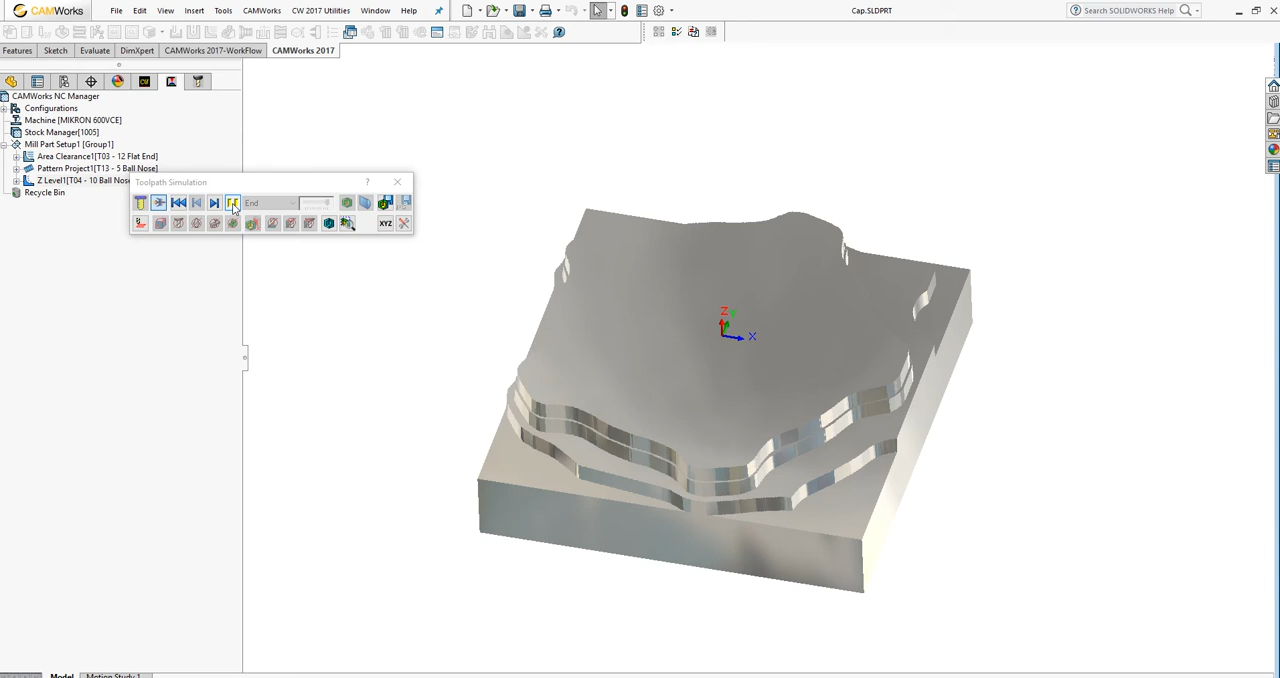 CAMWorks File Edit View Insert Tools CAMWorks CW 2017 Utilities Window Help Cap.SLDPRT Search SOLIDWORKS Help
Features Sketch Evaluate DimXpert CAMWorks 2017-WorkFlow CAMWorks 2017
CAMWorks NC Manager
Configurations
Machine [MIKRON 600VCE]
Stock Manager[1005]
Mill Part Setup1 [Group1]
Area Clearance1[T03 - 12 Flat End]
Pattern Project1[T13 - 5 Ball Nose]
Z Level1[T04 - 10 Ball Nose
Recycle Bin
Toolpath Simulation ?
End
XYZ
Z Y
X
Model Motion Study 1